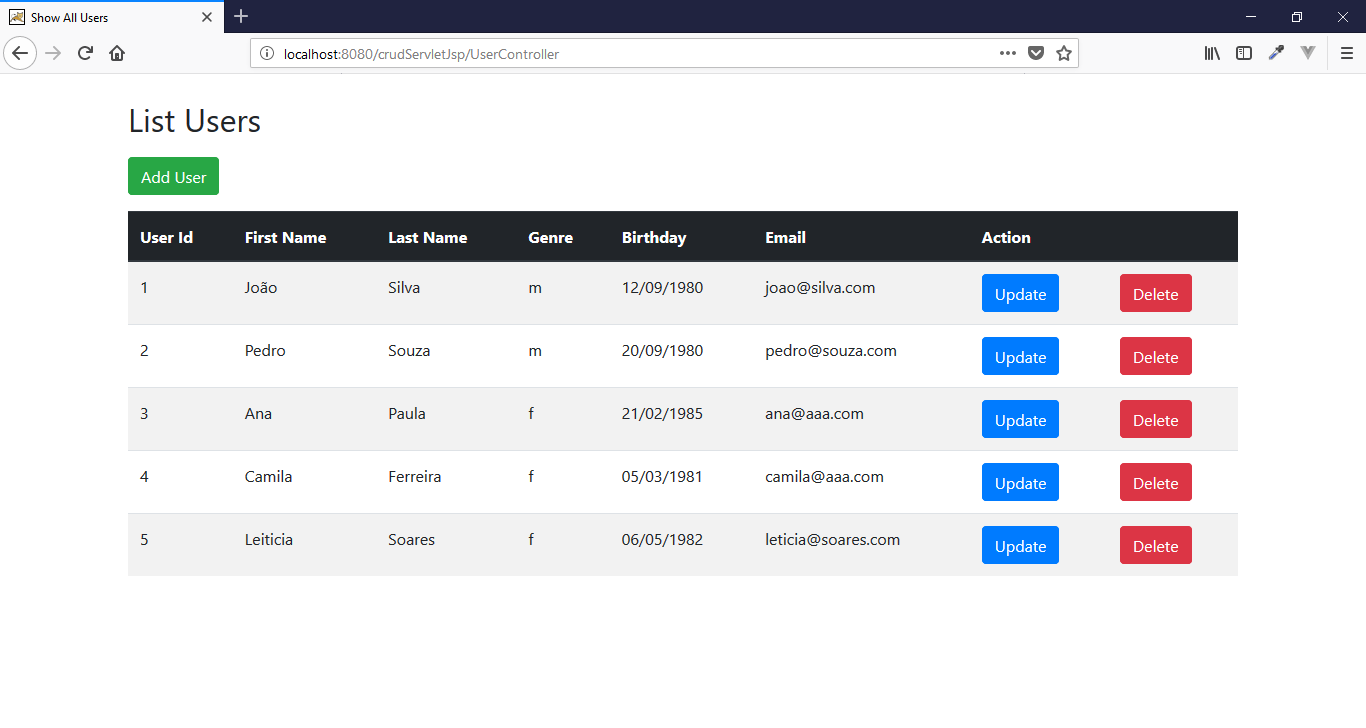 Show All Users
localhost:8080/crudServletJsp/UserController
List Users
Add User
User Id First Name Last Name Genre Birthday Email Action
1 João Silva m 12/09/1980 joao@silva.com Update Delete
2 Pedro Souza m 20/09/1980 pedro@souza.com Update Delete
3 Ana Paula f 21/02/1985 ana@aaa.com Update Delete
4 Camila Ferreira f 05/03/1981 camila@aaa.com Update Delete
5 Leiticia Soares f 06/05/1982 leticia@soares.com Update Delete